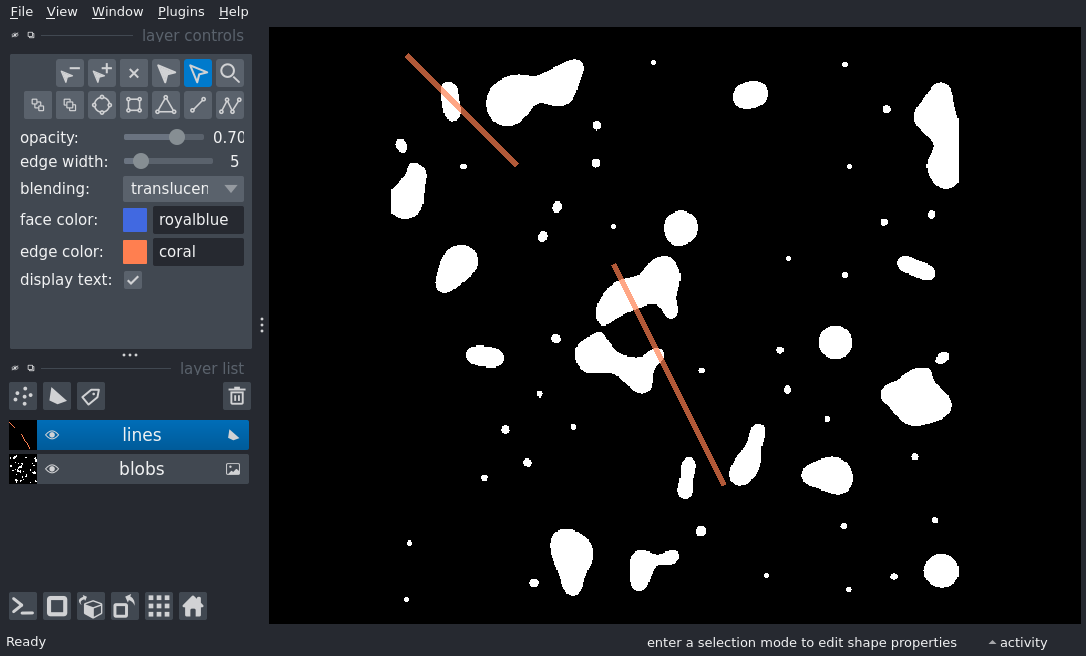 File View Window Plugins Help
layer controls
opacity: 0.70
edge width: 5
blending: translucen
face color: royalblue
edge color: coral
display text:
layer list
lines
blobs
Ready enter a selection mode to edit shape properties activity